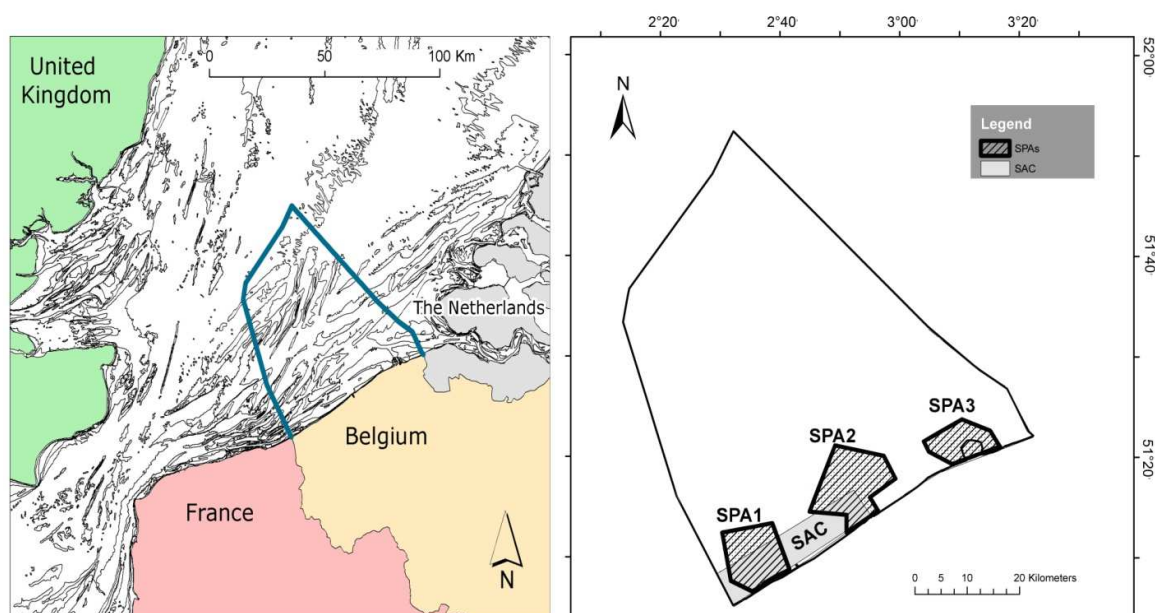 0 50 100 Km
United
Kingdom
The Netherlands
Belgium
France
N
2°20' 2°40' 3°00' 3°20'
52°00'
51°40'
51°20'
N
Legend
SPAs
SAC
SPA3
SPA2
SPA1
SAC
0 5 10 20 Kilometers